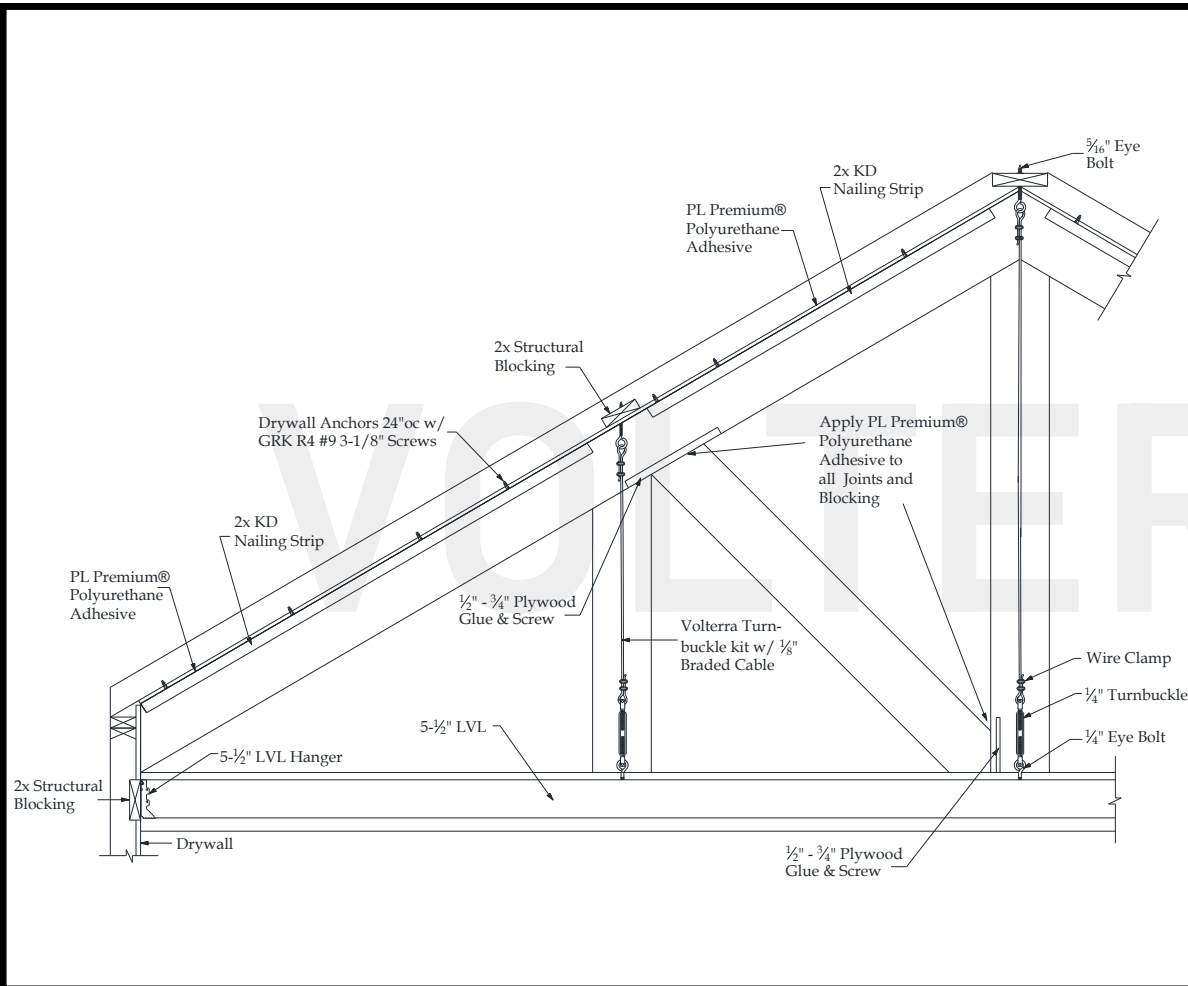 5⁄16" Eye
Bolt
2x KD
Nailing Strip
PL Premium®
Polyurethane
Adhesive
2x Structural
Blocking
Drywall Anchors 24"oc w/
GRK R4 #9 3-1/8" Screws
Apply PL Premium®
Polyurethane
Adhesive to
all Joints and
Blocking
2x KD
Nailing Strip
PL Premium®
Polyurethane
Adhesive
½" - ¾" Plywood
Glue & Screw
Volterra Turn-
buckle kit w/ ⅛"
Braded Cable
Wire Clamp
¼" Turnbuckle
¼" Eye Bolt
5-½" LVL
5-½" LVL Hanger
2x Structural
Blocking
Drywall
½" - ¾" Plywood
Glue & Screw
VOLTER